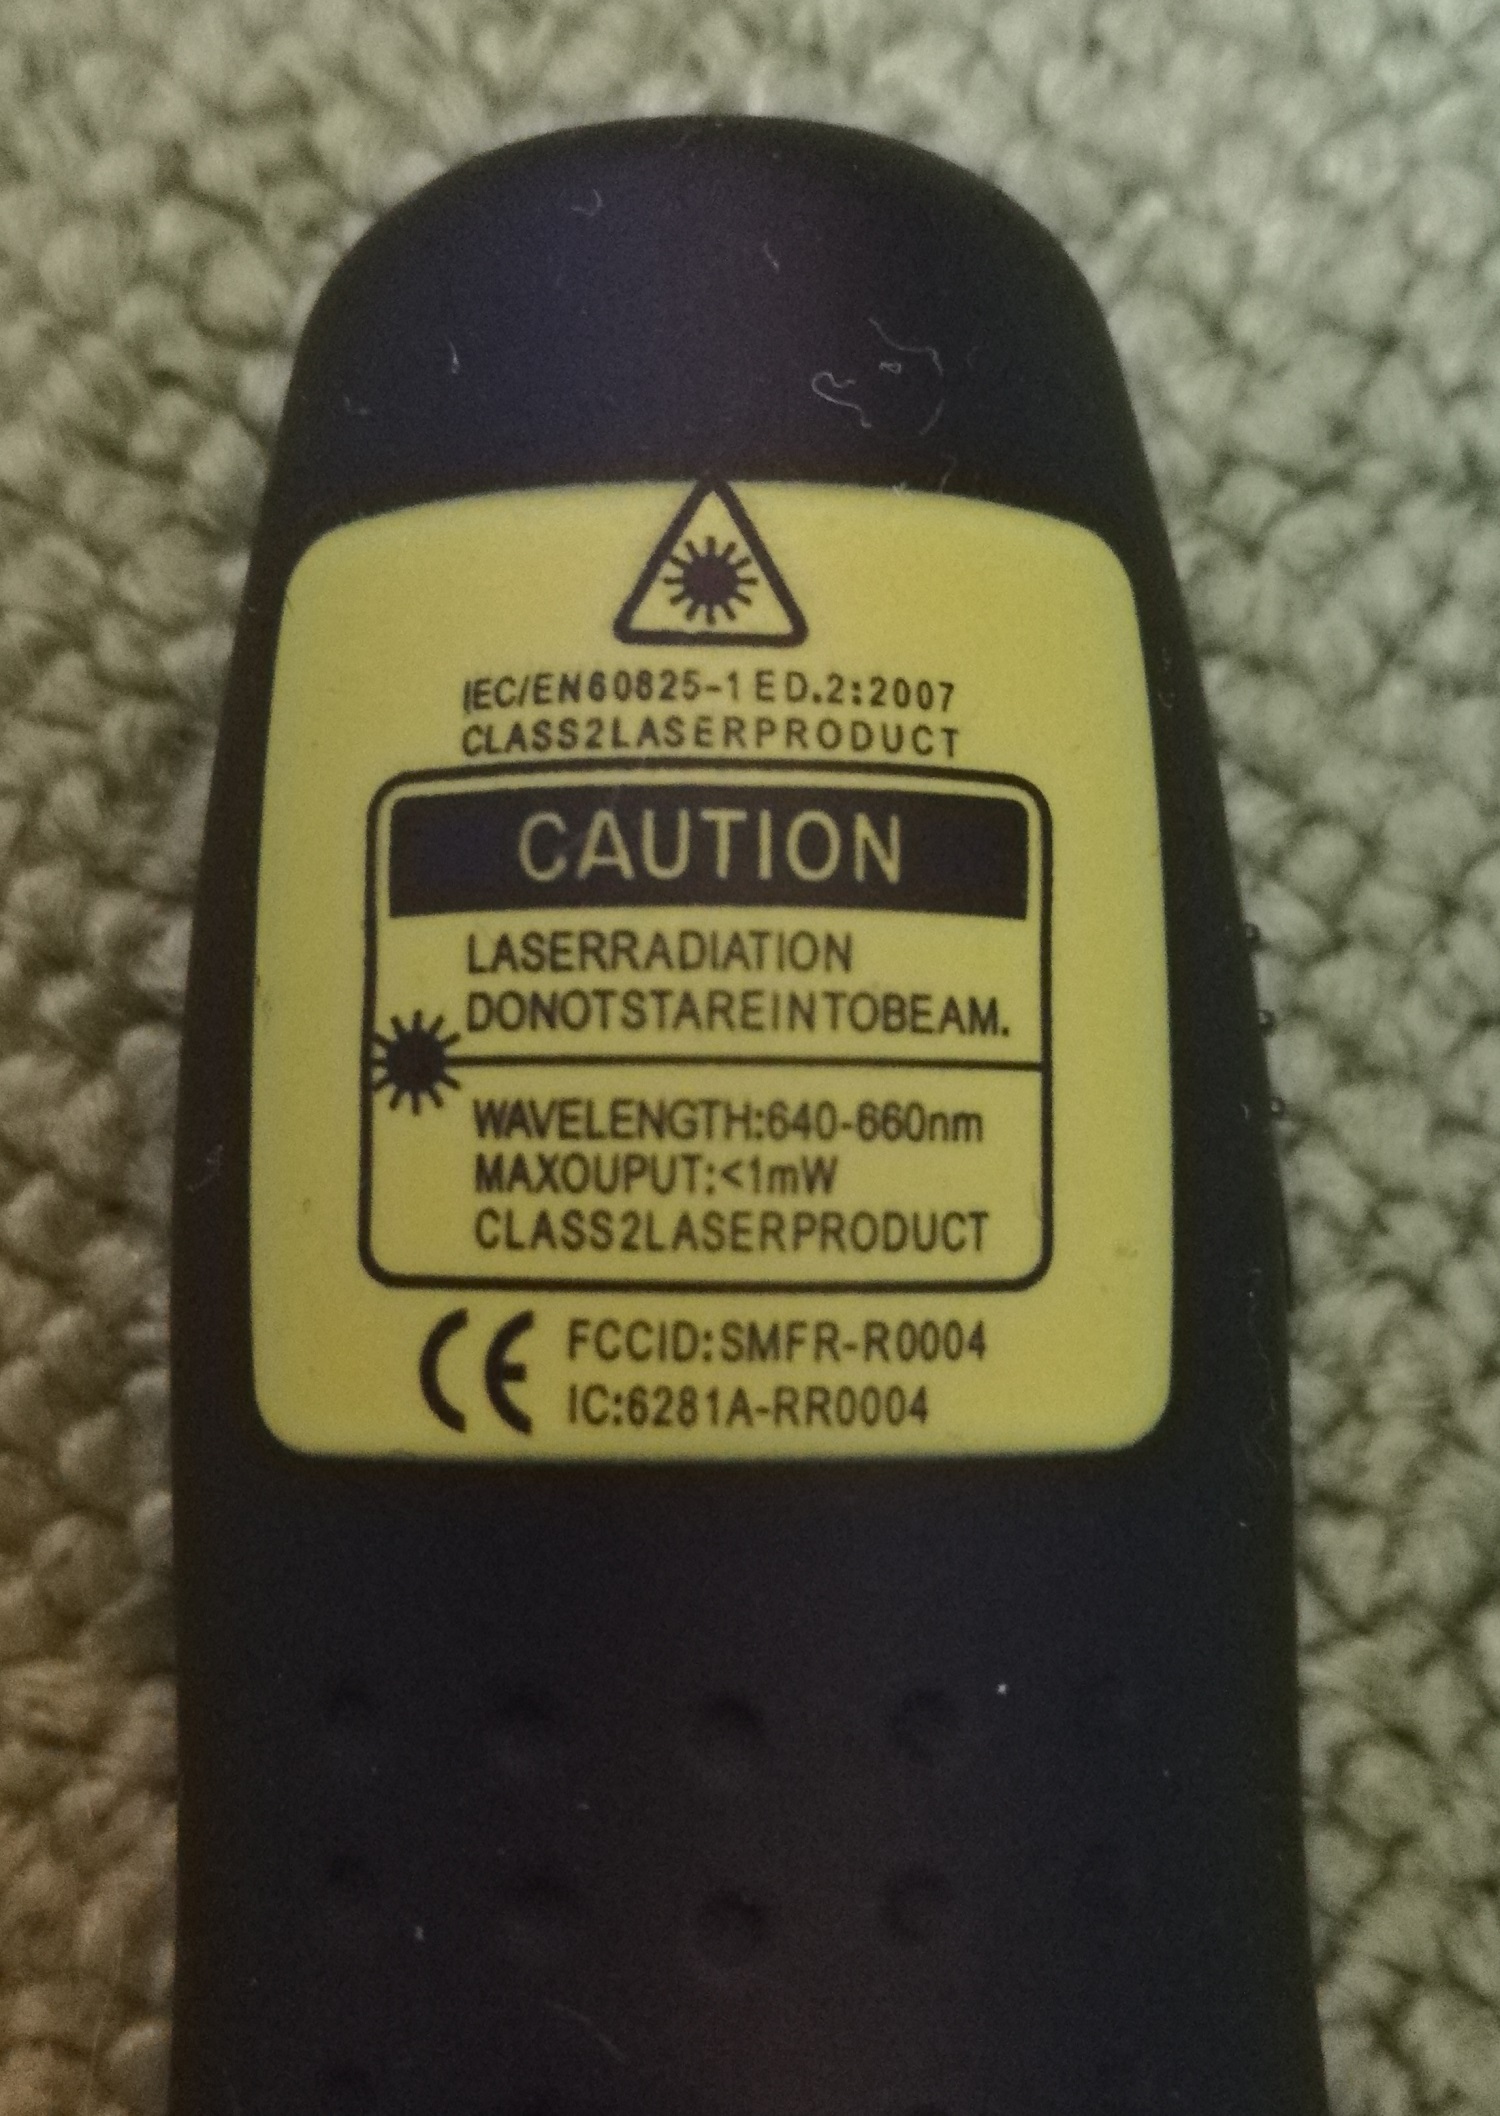 IEC/EN60825-1 ED.2:2007
CLASS2LASERPRODUCT
CAUTION
LASERRADIATION
DONOTSTAREINTOBEAM.
WAVELENGTH:640-660nm
MAXOUPUT:<1mW
CLASS2LASERPRODUCT
CE FCCID:SMFR-R0004
IC:6281A-RR0004